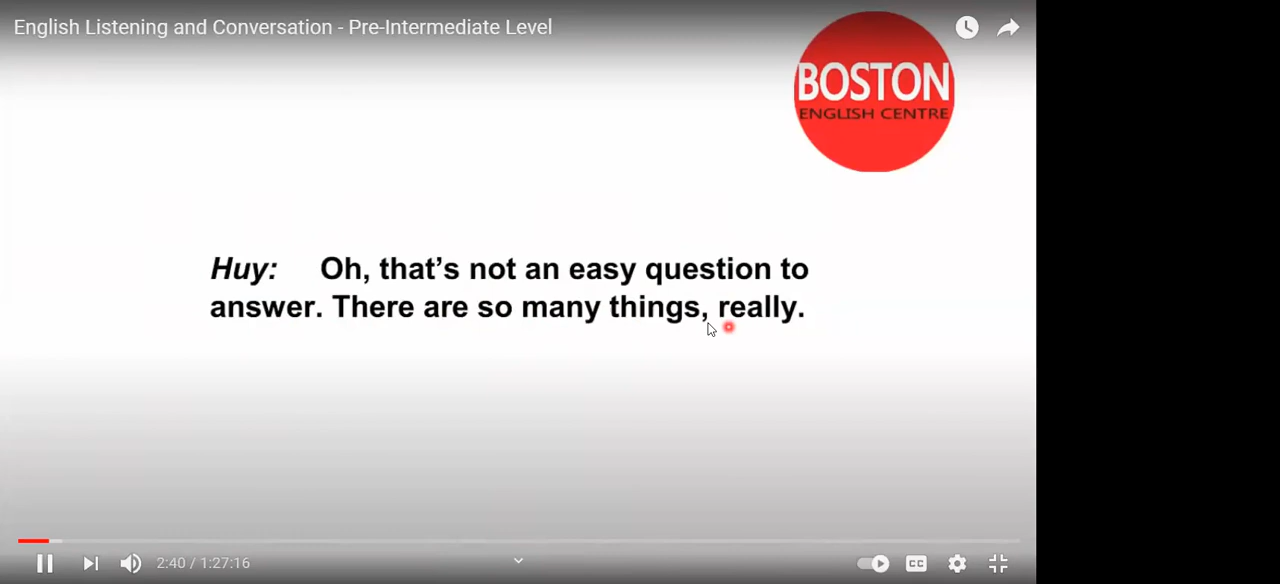 English Listening and Conversation - Pre-Intermediate Level
BOSTON
ENGLISH CENTRE
Huy: Oh, that's not an easy question to
answer. There are so many things, really.
2:40 / 1:27:16
CC